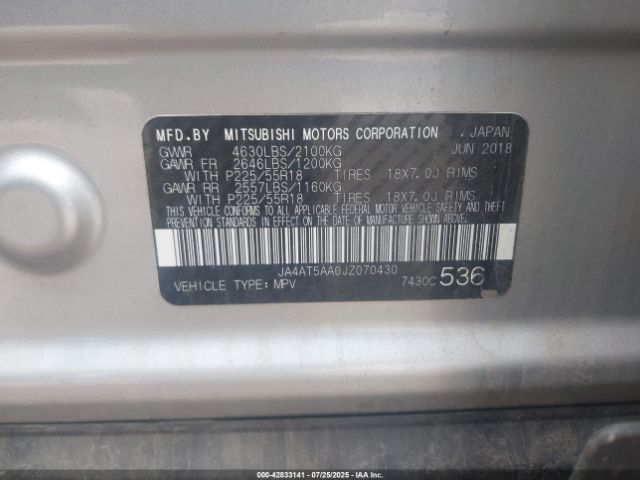 MFD.BY MITSUBISHI MOTORS CORPORATION , JAPAN
GVWR 4630LBS/2100KG JUN 2018
GAWR FR 2646LBS/1200KG
WITH P225/55R18 TIRES 18X7.0J RIMS
GAWR RR 2557LBS/1160KG
WITH P225/55R18 TIRES 18X7.0J RIMS
THIS VEHICLE CONFORMS TO ALL APPLICABLE FEDERAL MOTOR VEHICLE SAFETY AND THEFT
PREVENTION STANDARDS IN EFFECT ON THE DATE OF MANUFACTURE SHOWN ABOVE.
JA4AT5AA0JZ070430
VEHICLE TYPE: MPV 7430C 536
000-42833141 - 07/25/2025 - WWW.IAAI.COM